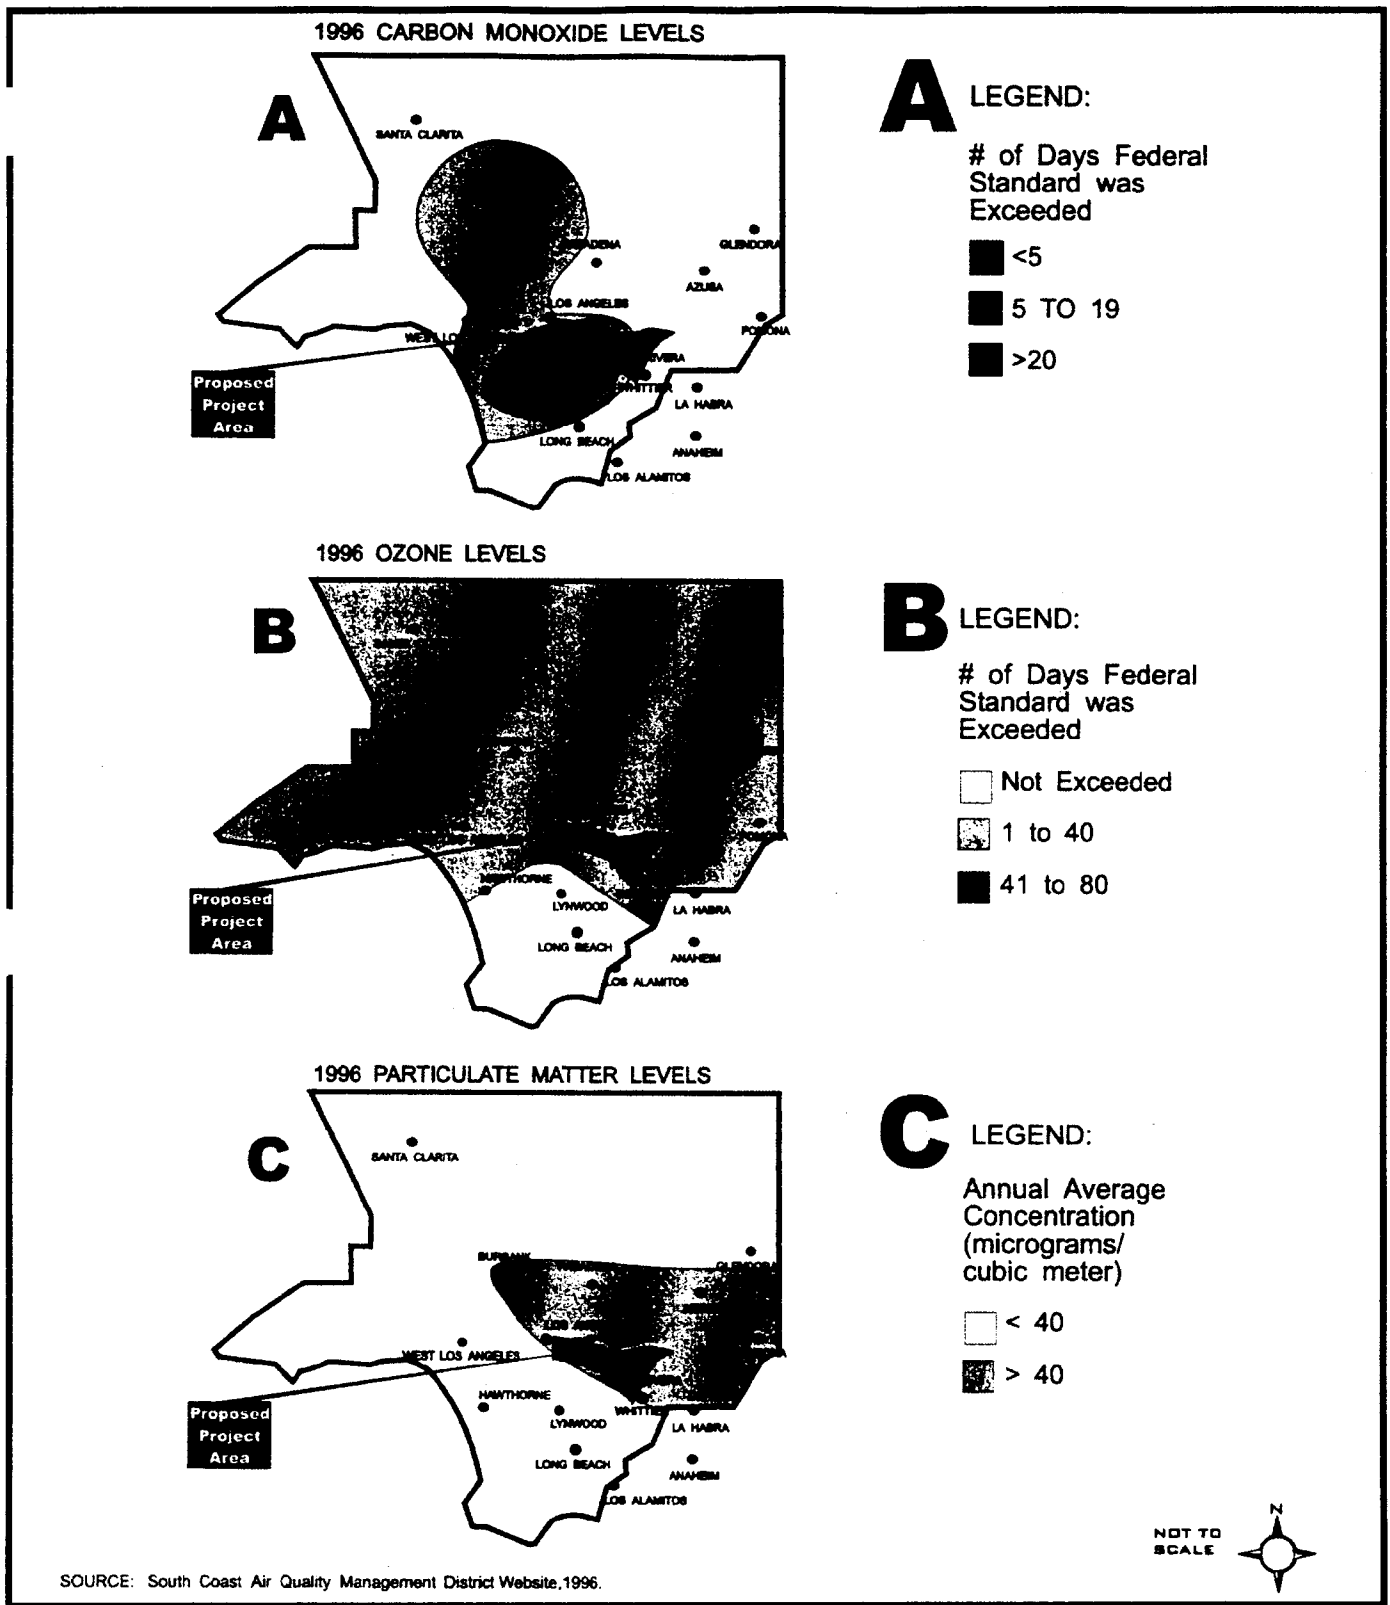 1996 CARBON MONOXIDE LEVELS
A
SANTA CLARITA
GLENDORA
AZUSA
LOS ANGELES
POMONA
WEST
WHITTIER
LA HABRA
LONG BEACH
ANAHEIM
LOS ALAMITOS
Proposed
Project
Area
A
LEGEND:
# of Days Federal
Standard was
Exceeded
<5
5 TO 19
>20
1996 OZONE LEVELS
B
HAWTHORNE
LYNWOOD
LA HABRA
LONG BEACH
ANAHEIM
LOS ALAMITOS
Proposed
Project
Area
B
LEGEND:
# of Days Federal
Standard was
Exceeded
Not Exceeded
1 to 40
41 to 80
1996 PARTICULATE MATTER LEVELS
C
SANTA CLARITA
BURBANK
GLENDORA
WEST LOS ANGELES
HAWTHORNE
LYNWOOD
WHITTIER
LA HABRA
LONG BEACH
ANAHEIM
LOS ALAMITOS
Proposed
Project
Area
C
LEGEND:
Annual Average
Concentration
(micrograms/
cubic meter)
< 40
> 40
NOT TO
SCALE
N
SOURCE: South Coast Air Quality Management District Website,1996.